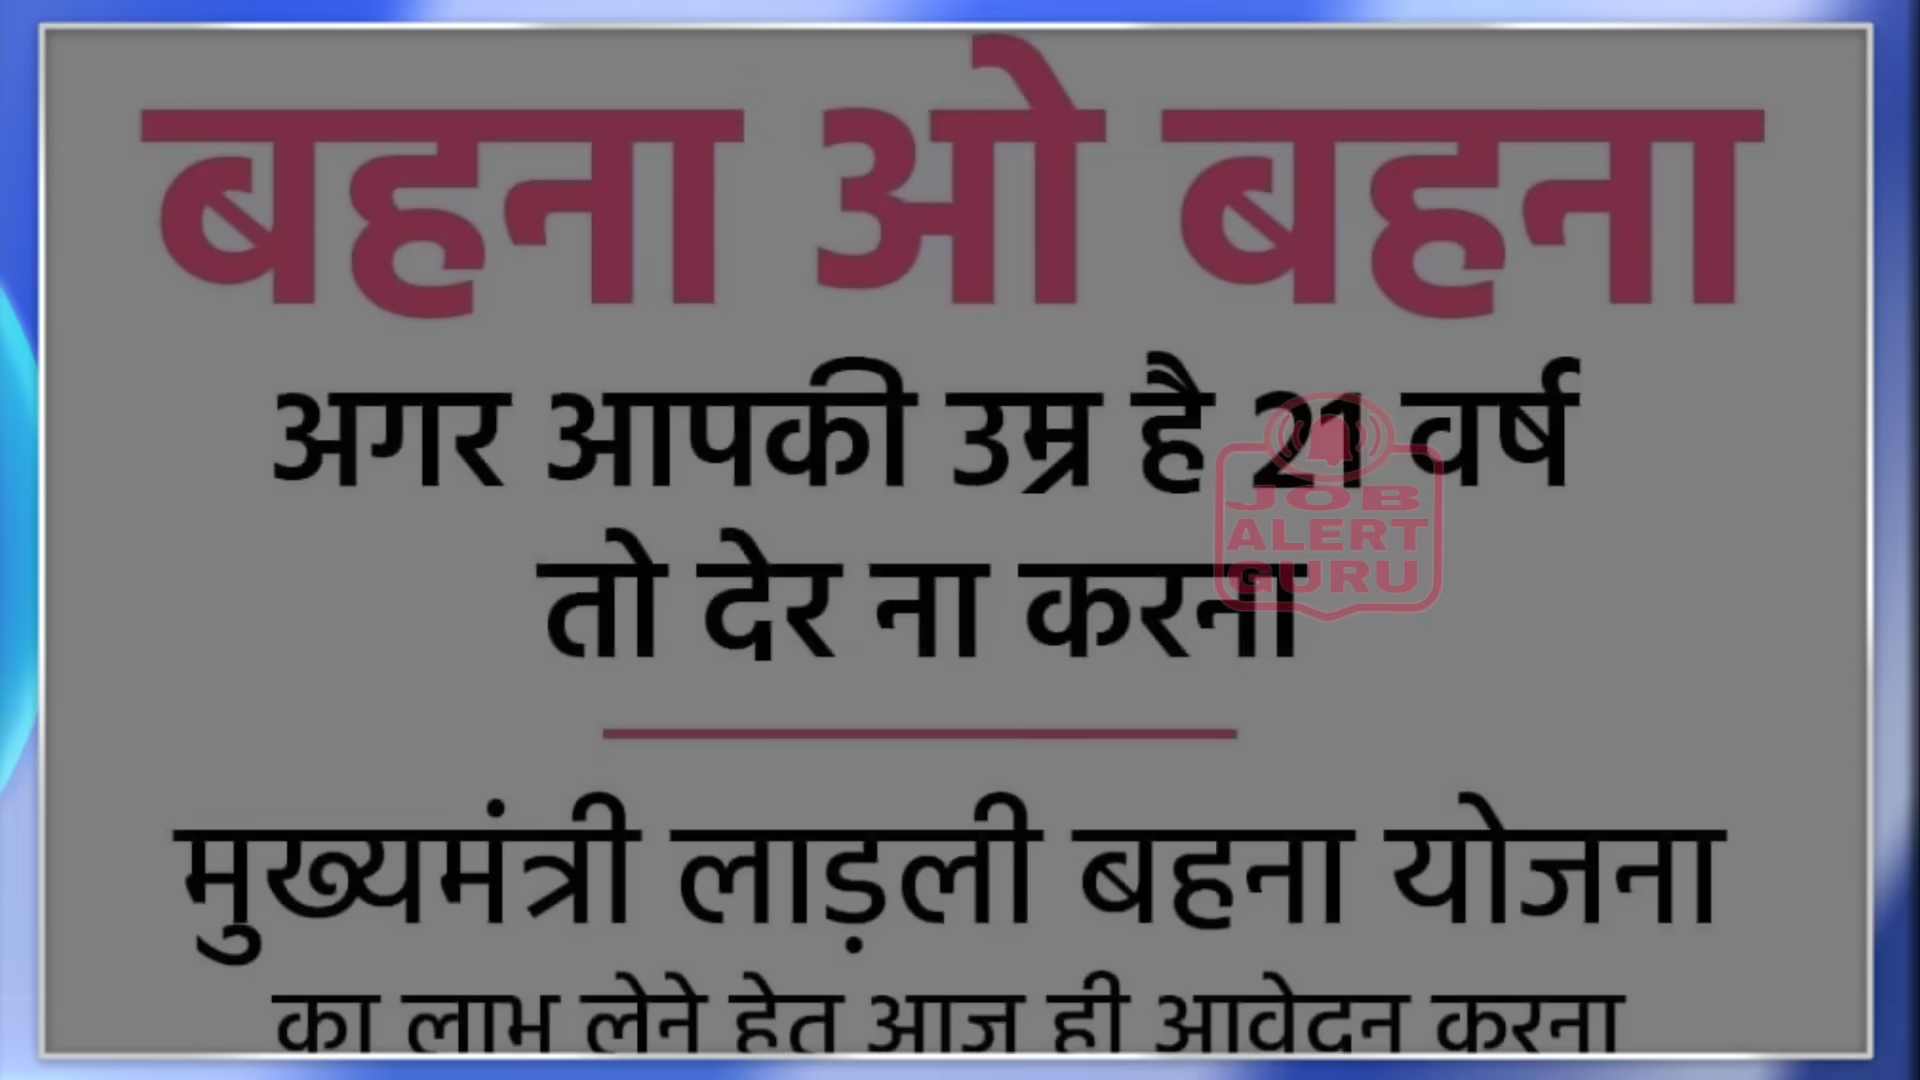 बहना ओ बहना
अगर आपकी उम्र है 21 वर्ष
तो देर ना करना
JOB
ALERT
GURU
मुख्यमंत्री लाड़ली बहना योजना
का लाभ लेने हेतु आज ही आवेदन करना